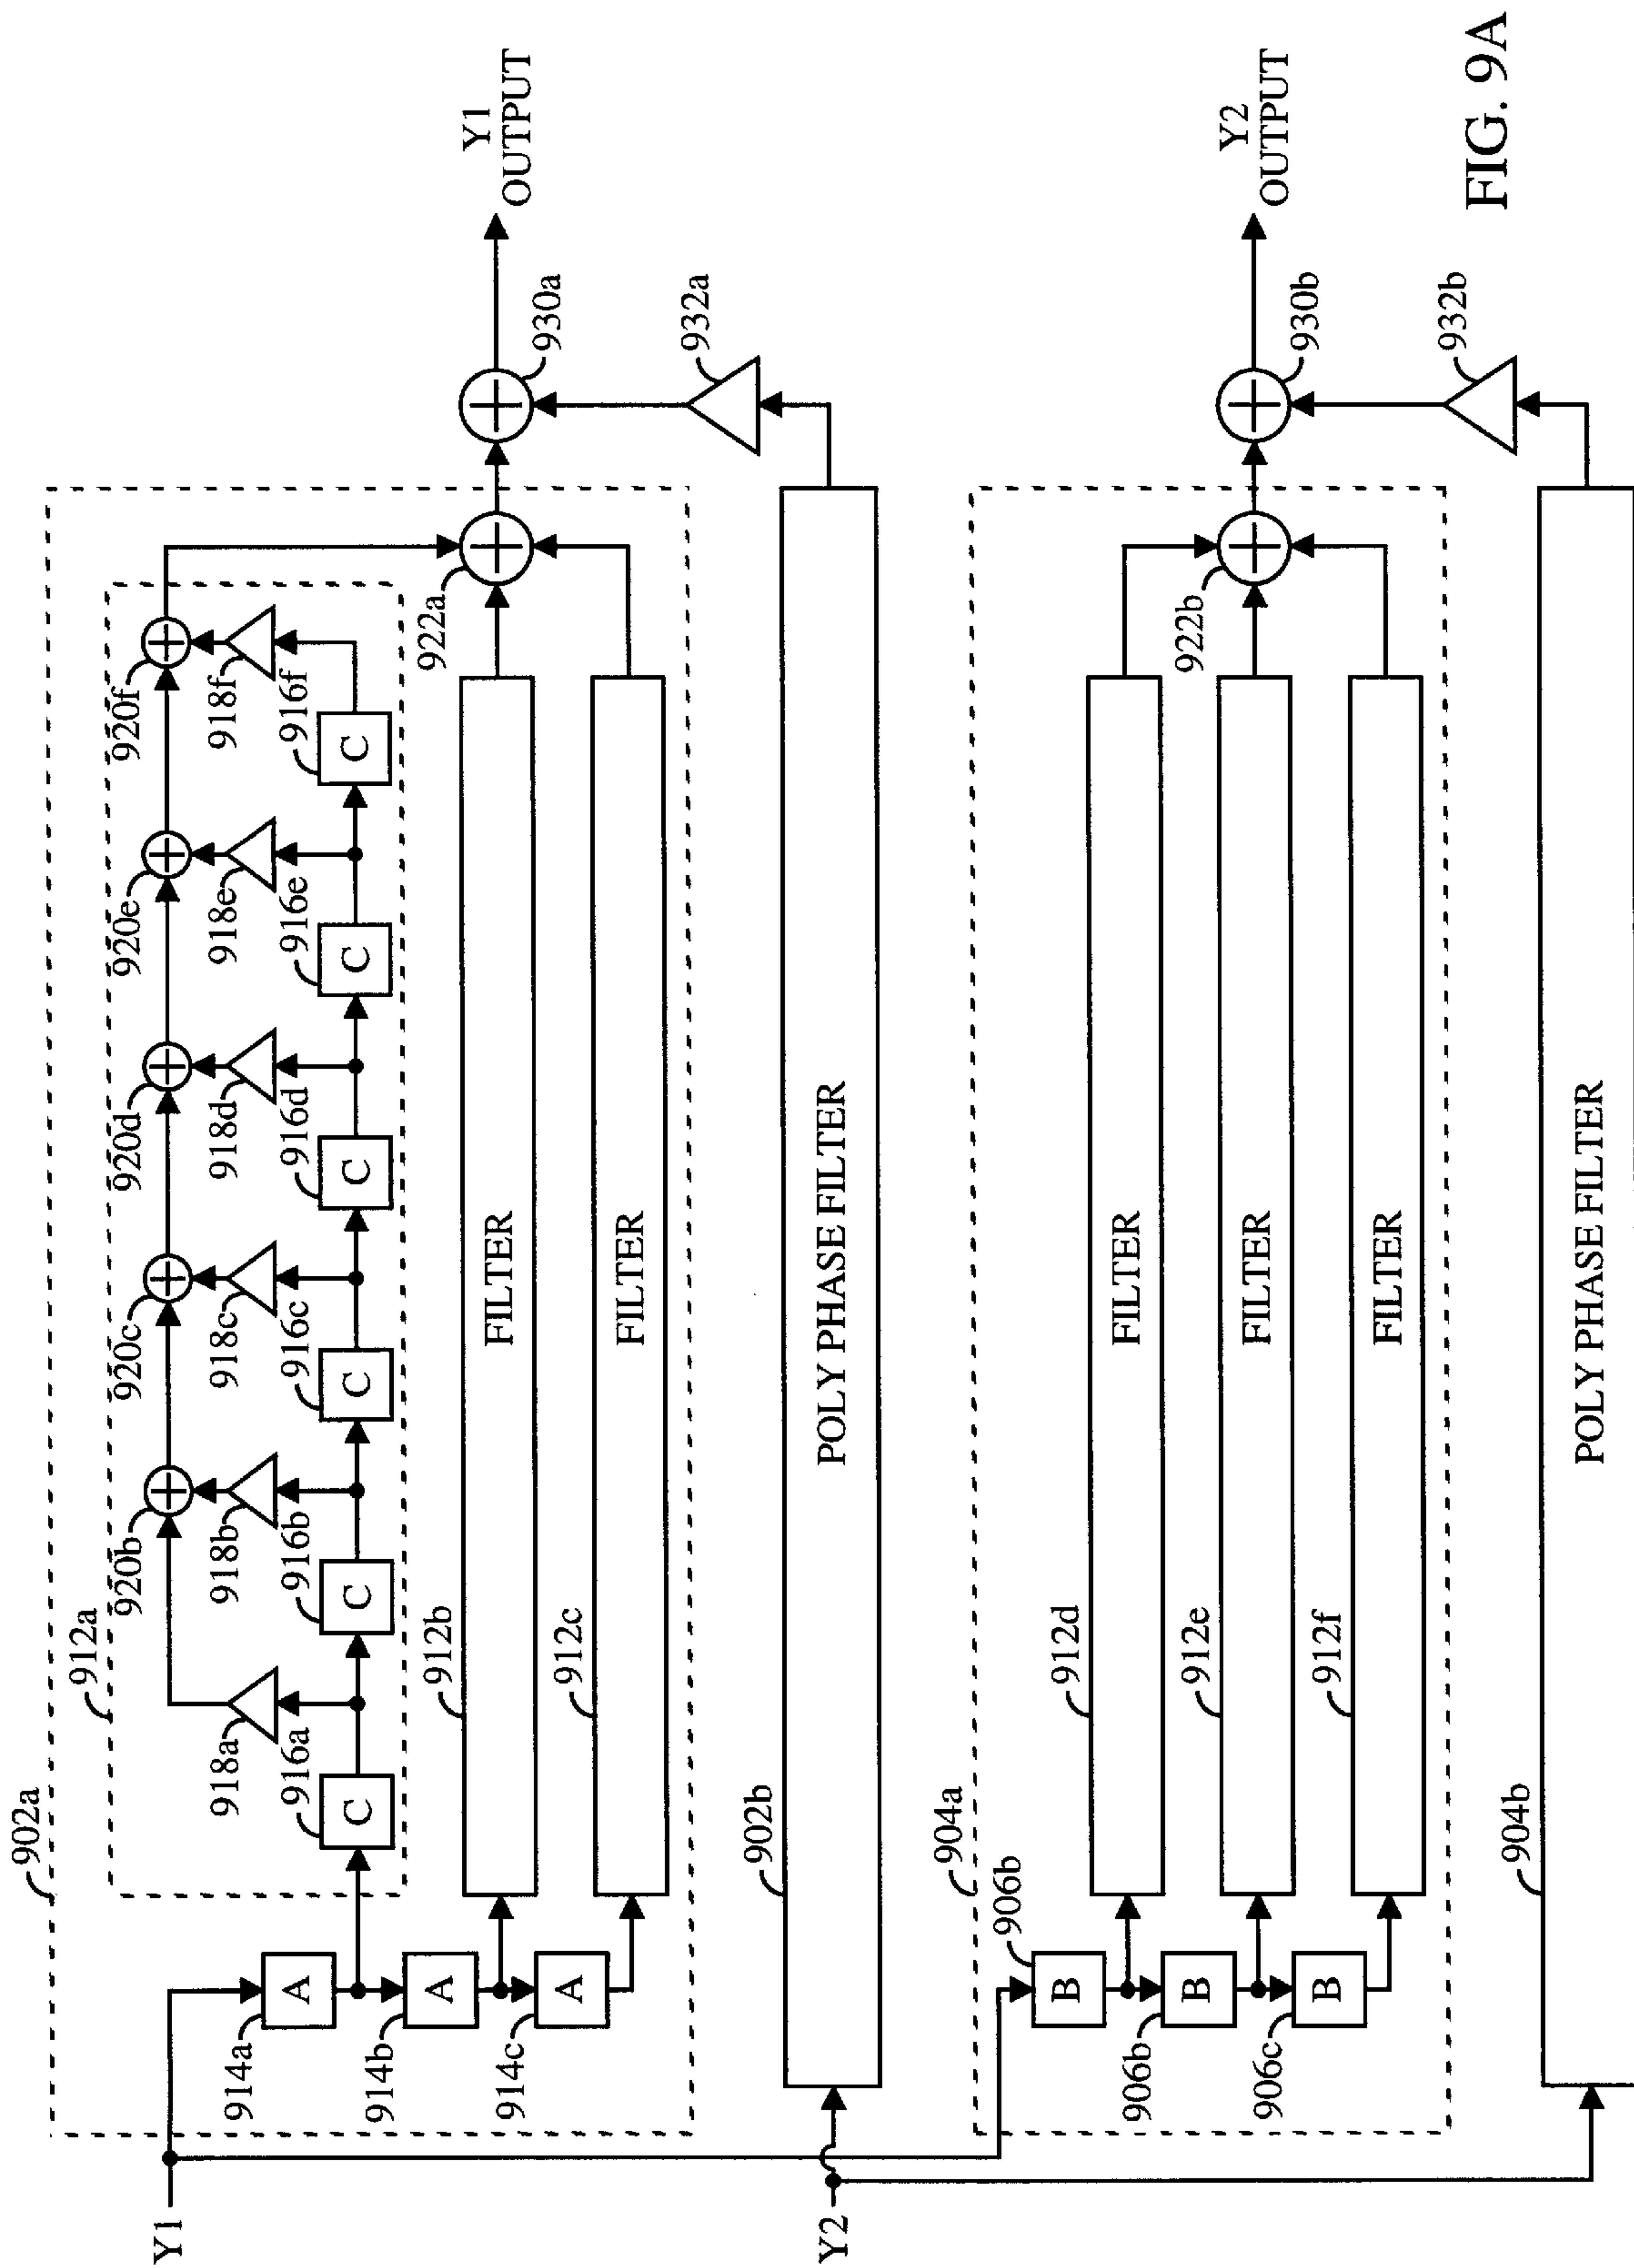 902a
912a
920b
920c
920d
920e
920f
918a
918b
918c
918d
918e
918f
916a
916b
916c
916d
916e
916f
C
C
C
C
C
C
Y1
914a
A
914b
A
914c
A
912b
FILTER
912c
FILTER
922a
930a
Y1
OUTPUT
932a
902b
POLY PHASE FILTER
Y2
904a
906b
B
906b
B
906c
B
912d
FILTER
912e
FILTER
912f
FILTER
922b
930b
Y2
OUTPUT
932b
904b
POLY PHASE FILTER
FIG. 9A